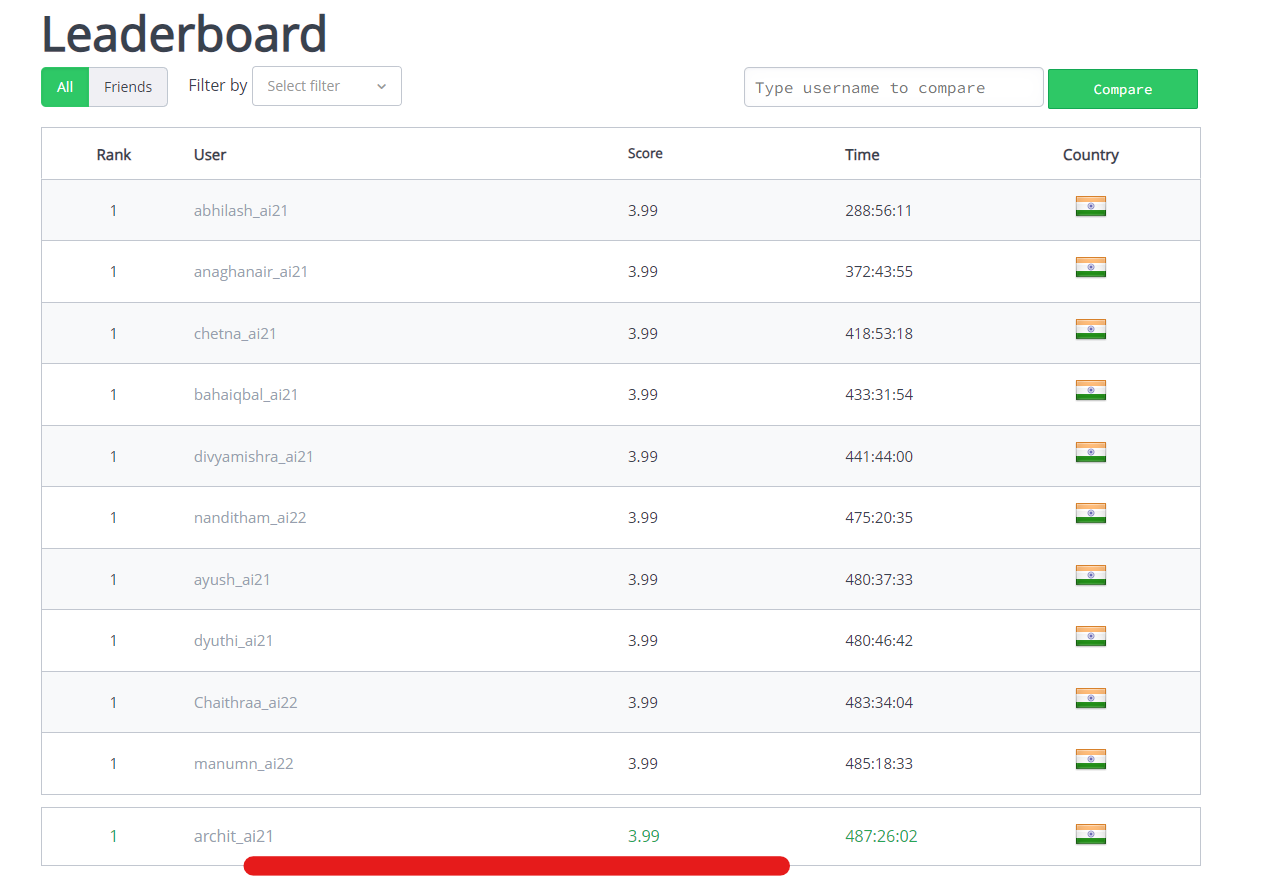 Leaderboard
All Friends Filter by Select filter Type username to compare Compare
Rank User Score Time Country
1 abhilash_ai21 3.99 288:56:11
1 anaghanair_ai21 3.99 372:43:55
1 chetna_ai21 3.99 418:53:18
1 bahaiqbal_ai21 3.99 433:31:54
1 divyamishra_ai21 3.99 441:44:00
1 nanditham_ai22 3.99 475:20:35
1 ayush_ai21 3.99 480:37:33
1 dyuthi_ai21 3.99 480:46:42
1 Chaithraa_ai22 3.99 483:34:04
1 manumn_ai22 3.99 485:18:33
1 archit_ai21 3.99 487:26:02